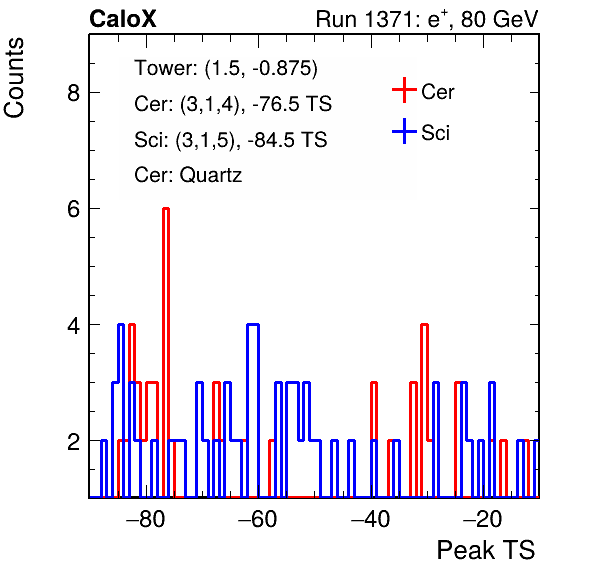 CaloX Run 1371: e⁺, 80 GeV
Counts
Tower: (1.5, -0.875)
Cer: (3,1,4), -76.5 TS
Sci: (3,1,5), -84.5 TS
Cer: Quartz
Cer
Sci
8
6
4
2
−80 −60 −40 −20
Peak TS